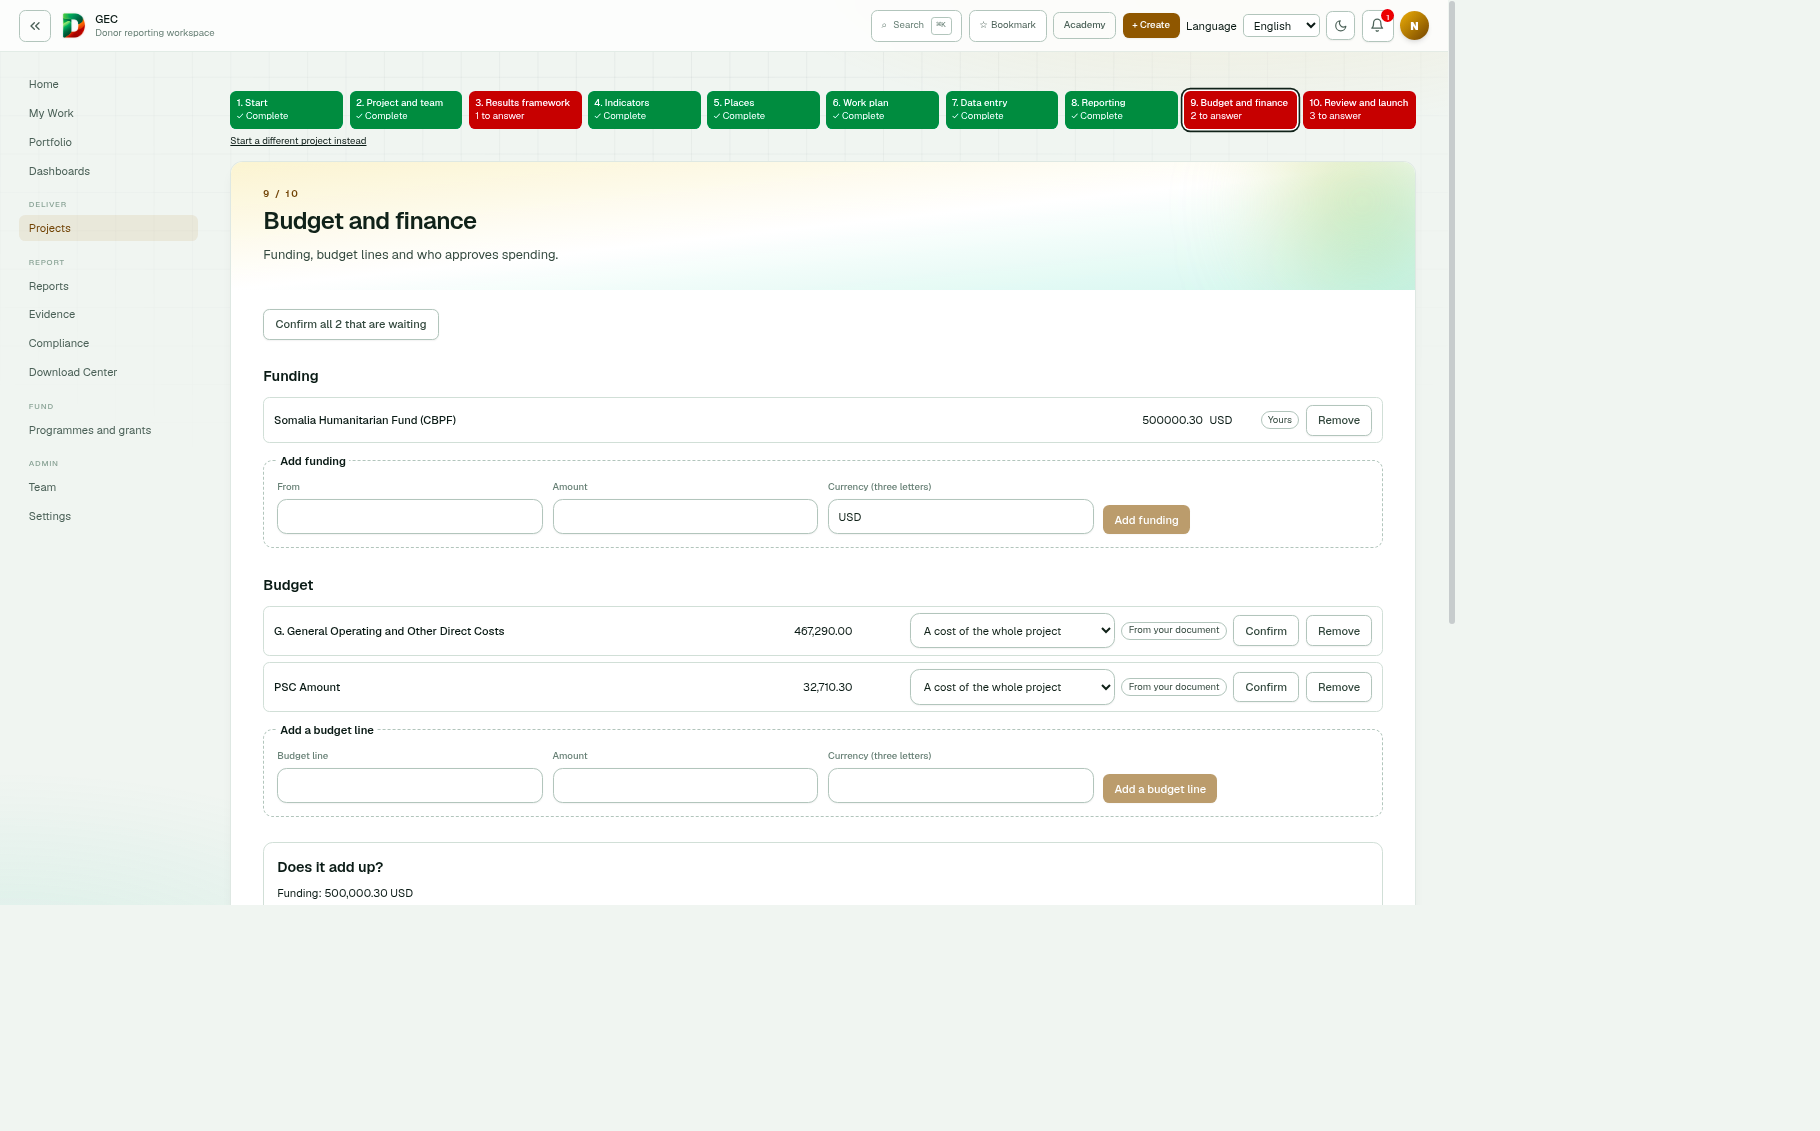 GEC
Donor reporting workspace
Search ⌘K
☆ Bookmark
Academy
+ Create
Language
English
1
N
Home
My Work
Portfolio
Dashboards
DELIVER
Projects
REPORT
Reports
Evidence
Compliance
Download Center
FUND
Programmes and grants
ADMIN
Team
Settings
1. Start
✓ Complete
2. Project and team
✓ Complete
3. Results framework
1 to answer
4. Indicators
✓ Complete
5. Places
✓ Complete
6. Work plan
✓ Complete
7. Data entry
✓ Complete
8. Reporting
✓ Complete
9. Budget and finance
2 to answer
10. Review and launch
3 to answer
Start a different project instead
9 / 10
Budget and finance
Funding, budget lines and who approves spending.
Confirm all 2 that are waiting
Funding
Somalia Humanitarian Fund (CBPF) 500000.30 USD Yours Remove
Add funding
From Amount Currency (three letters)
USD Add funding
Budget
G. General Operating and Other Direct Costs 467,290.00 A cost of the whole project From your document Confirm Remove
PSC Amount 32,710.30 A cost of the whole project From your document Confirm Remove
Add a budget line
Budget line Amount Currency (three letters)
Add a budget line
Does it add up?
Funding: 500,000.30 USD